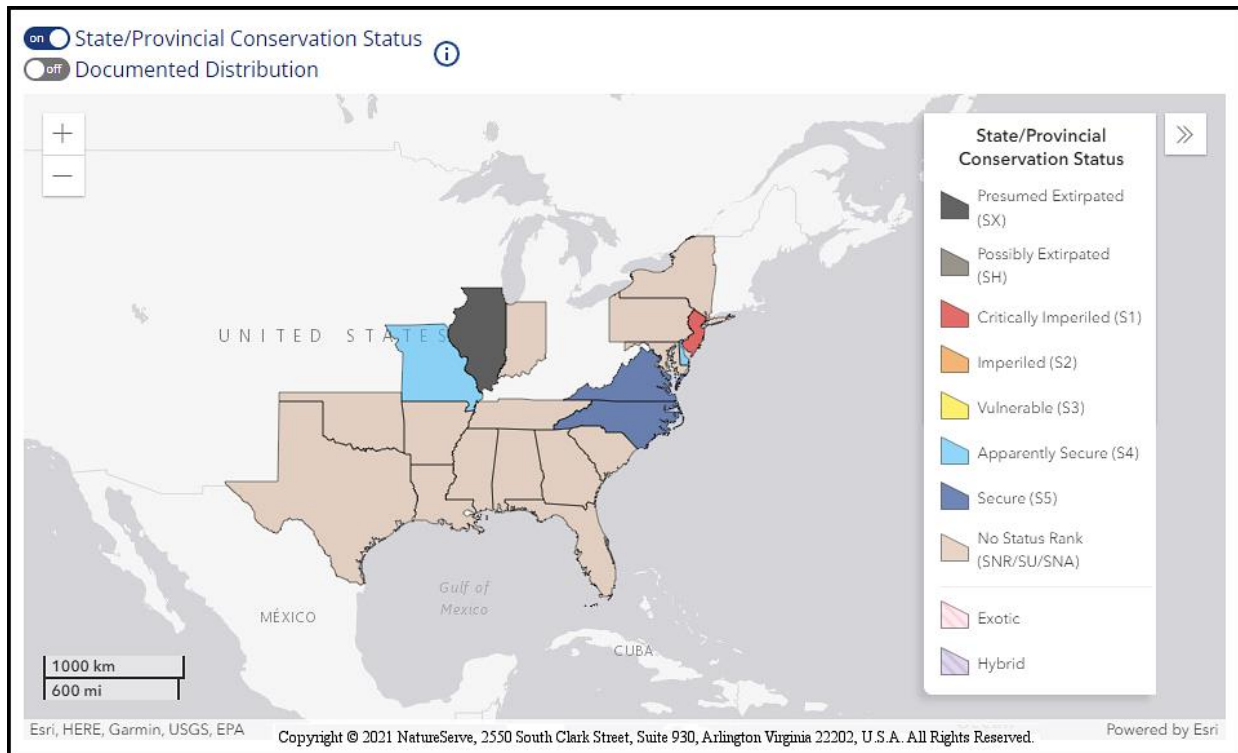 on State/Provincial Conservation Status
off Documented Distribution
State/Provincial
Conservation Status
Presumed Extirpated
(SX)
Possibly Extirpated
(SH)
Critically Imperiled (S1)
Imperiled (S2)
Vulnerable (S3)
Apparently Secure (S4)
Secure (S5)
No Status Rank
(SNR/SU/SNA)
Exotic
Hybrid
UNITED STATES
Gulf of
Mexico
MÉXICO
CUBA
1000 km
600 mi
Esri, HERE, Garmin, USGS, EPA
Copyright © 2021 NatureServe, 2550 South Clark Street, Suite 930, Arlington Virginia 22202, U.S.A. All Rights Reserved.
Powered by Esri